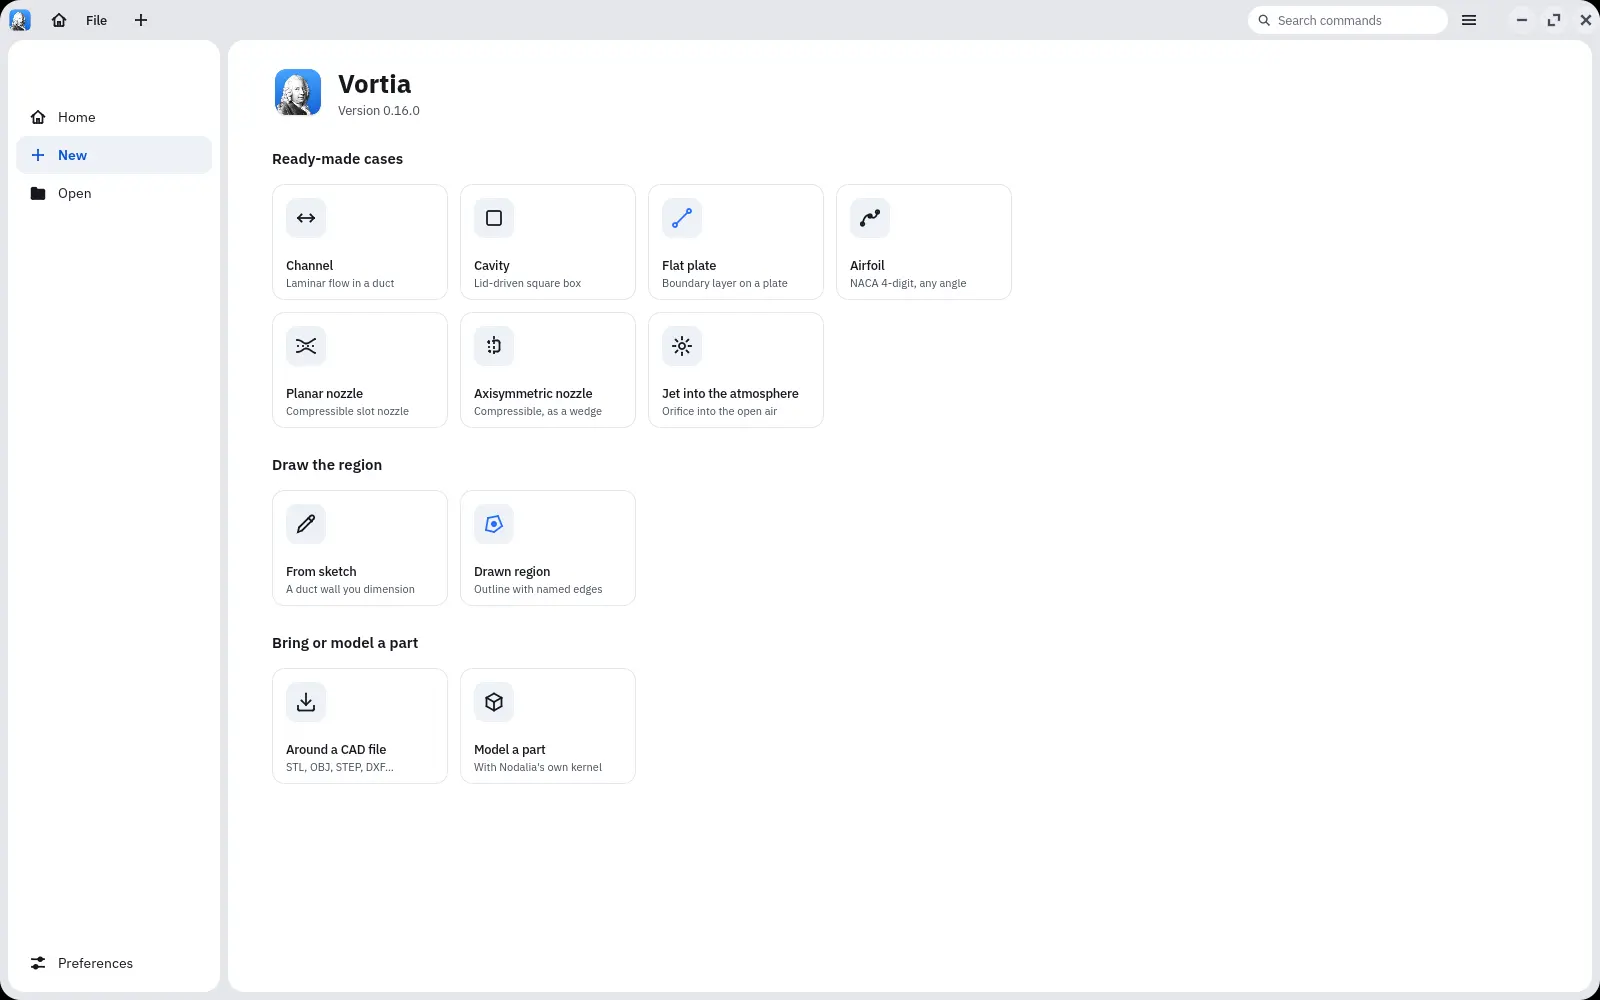 File
Search commands
Home
New
Open
Preferences
Vortia
Version 0.16.0
Ready-made cases
Channel
Laminar flow in a duct
Cavity
Lid-driven square box
Flat plate
Boundary layer on a plate
Airfoil
NACA 4-digit, any angle
Planar nozzle
Compressible slot nozzle
Axisymmetric nozzle
Compressible, as a wedge
Jet into the atmosphere
Orifice into the open air
Draw the region
From sketch
A duct wall you dimension
Drawn region
Outline with named edges
Bring or model a part
Around a CAD file
STL, OBJ, STEP, DXF...
Model a part
With Nodalia's own kernel